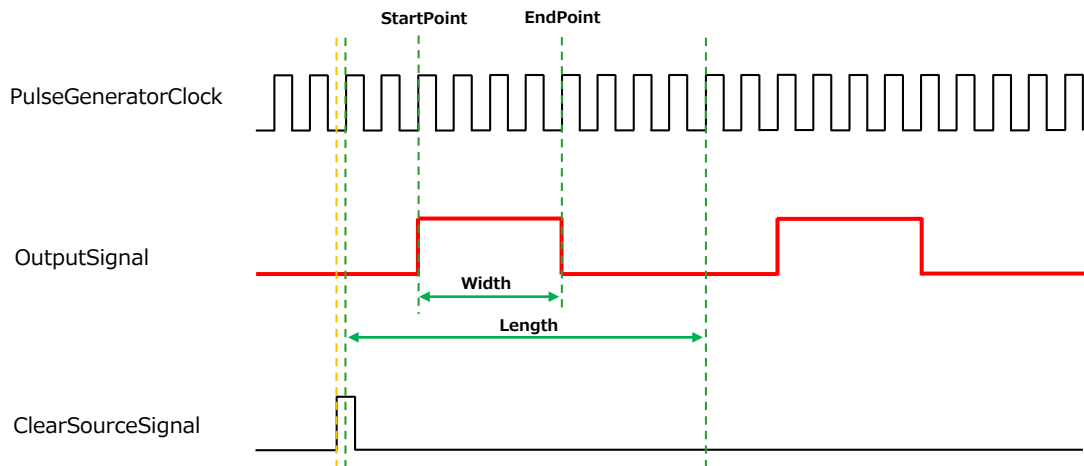 StartPoint
EndPoint
PulseGeneratorClock
OutputSignal
Width
Length
ClearSourceSignal